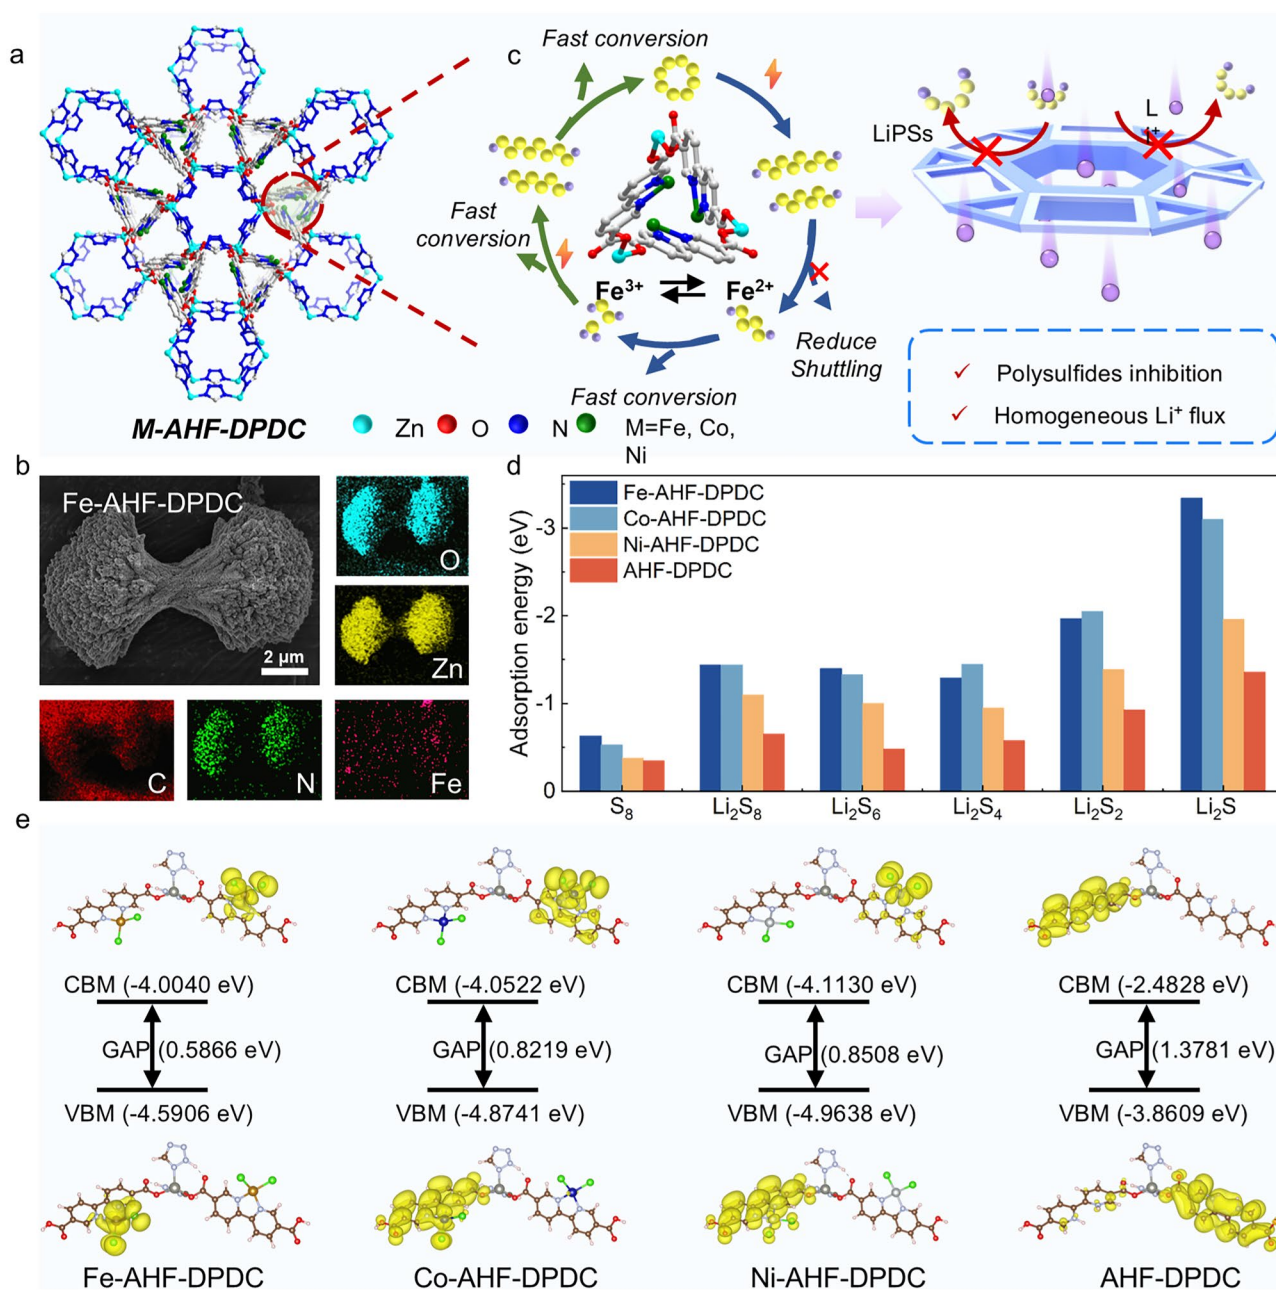 a
M-AHF-DPDC
Zn
O
N
M=Fe, Co,
Ni
c
Fast conversion
Fast
conversion
Fe³⁺
Fe²⁺
Reduce
Shuttling
Fast conversion
LiPSs
L
i⁺
✓ Polysulfides inhibition
✓ Homogeneous Li⁺ flux
b
Fe-AHF-DPDC
2 μm
O
Zn
C
N
Fe
d
Fe-AHF-DPDC
Co-AHF-DPDC
Ni-AHF-DPDC
AHF-DPDC
Adsorption energy (eV)
-3
-2
-1
0
S₈ Li₂S₈ Li₂S₆ Li₂S₄ Li₂S₂ Li₂S
e
CBM (-4.0040 eV) CBM (-4.0522 eV) CBM (-4.1130 eV) CBM (-2.4828 eV)
GAP (0.5866 eV) GAP (0.8219 eV) GAP (0.8508 eV) GAP (1.3781 eV)
VBM (-4.5906 eV) VBM (-4.8741 eV) VBM (-4.9638 eV) VBM (-3.8609 eV)
Fe-AHF-DPDC Co-AHF-DPDC Ni-AHF-DPDC AHF-DPDC